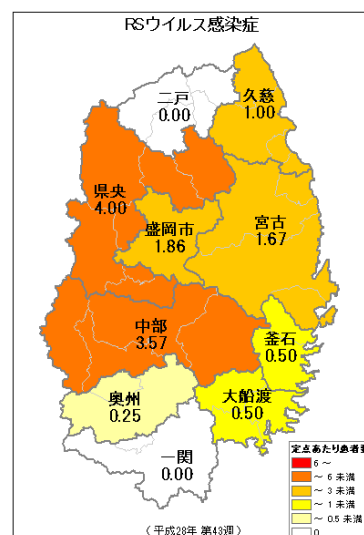 RSウイルス感染症
二戸
0.00
久慈
1.00
県央
4.00
盛岡市
1.86
宮古
1.67
中部
3.57
釜石
0.50
奥州
0.25
大船渡
0.50
一関
0.00
定点あたり患者数
6 ～
～ 6 未満
～ 3 未満
～ 1 未満
～ 0.5 未満
0
（ 平成28年 第43週 ）